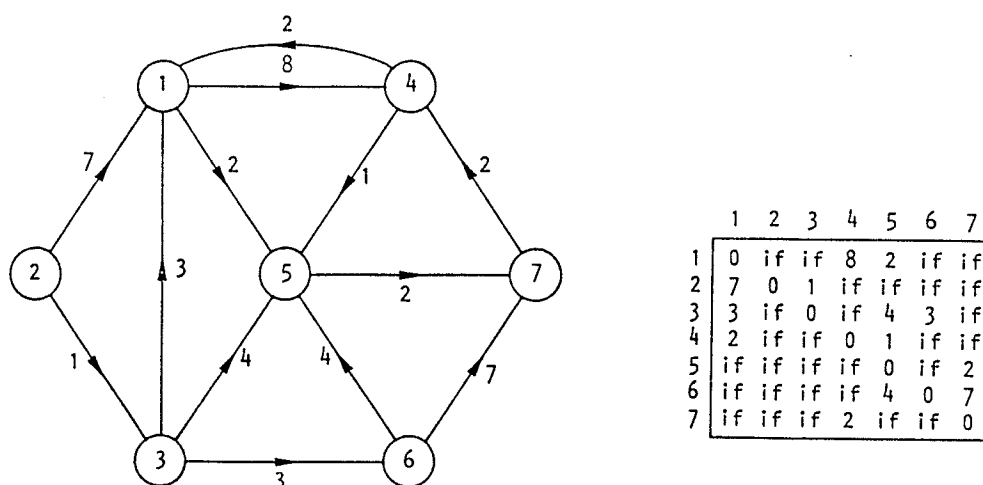 2
1
8
4
7
2
1
2
2
3
5
7
2
1
4
4
7
3
6
3
1 2 3 4 5 6 7
1 0 if if 8 2 if if
2 7 0 1 if if if if
3 3 if 0 if 4 3 if
4 2 if if 0 1 if if
5 if if if if 0 if 2
6 if if if if 4 0 7
7 if if if 2 if if 0